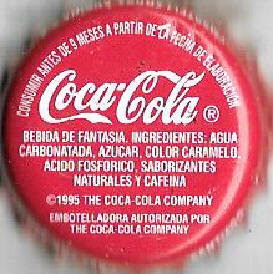 CONSUMIR ANTES DE 9 MESES A PARTIR DE LA FECHA DE ELABORACION
Coca-Cola ®
BEBIDA DE FANTASIA. INGREDIENTES: AGUA
CARBONATADA, AZUCAR, COLOR CARAMELO,
ACIDO FOSFORICO, SABORIZANTES
NATURALES Y CAFEINA
©1995 THE COCA-COLA COMPANY
EMBOTELLADORA AUTORIZADA POR
THE COCA-COLA COMPANY